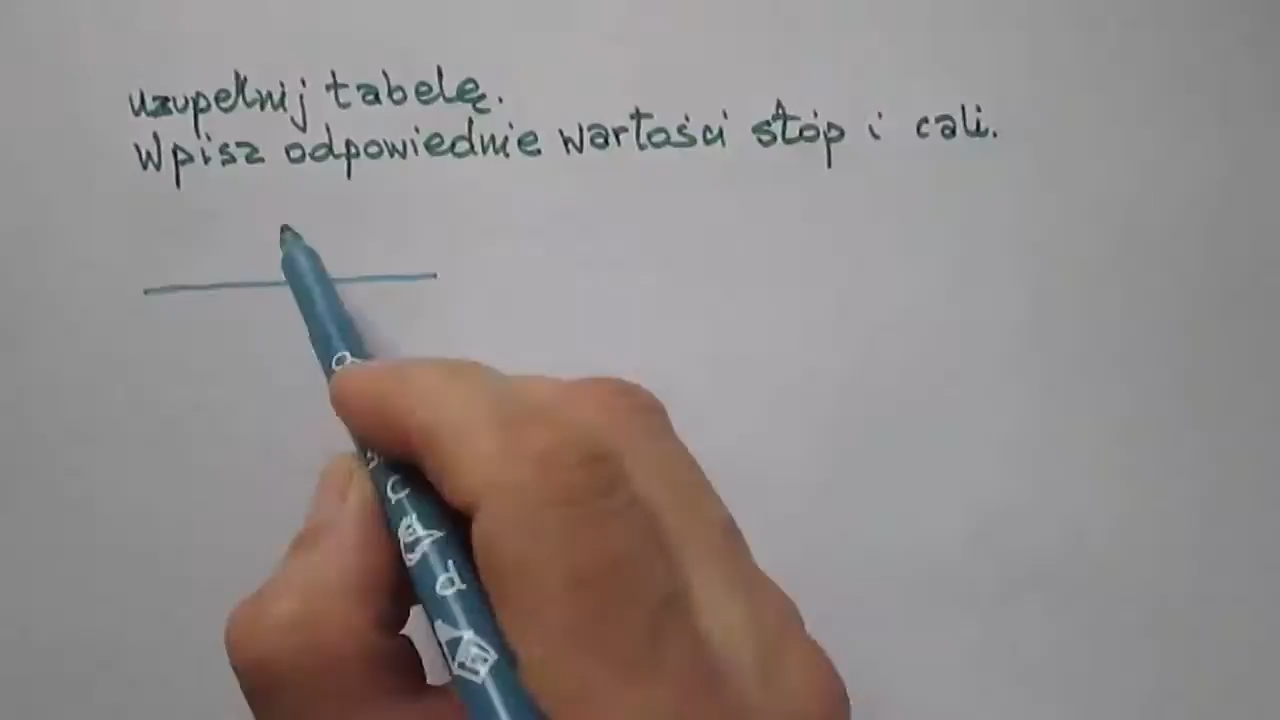 uzupełnij tabelę.
Wpisz odpowiednie wartości stóp i cali.